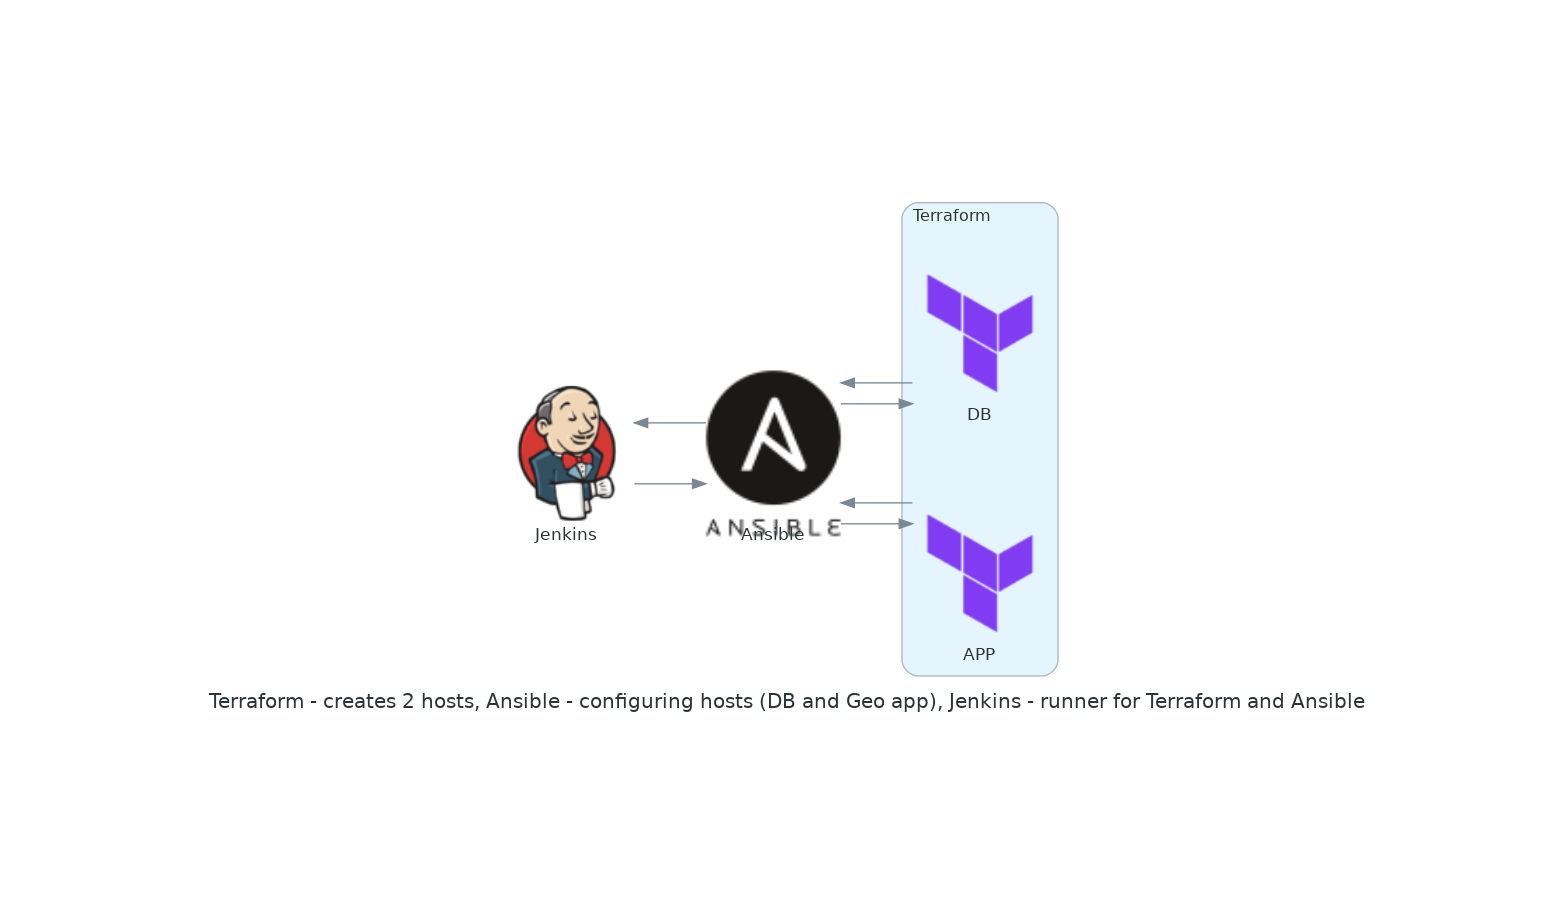 Terraform
DB
ANSIBLE
Jenkins
Ansible
APP
Terraform - creates 2 hosts, Ansible - configuring hosts (DB and Geo app), Jenkins - runner for Terraform and Ansible